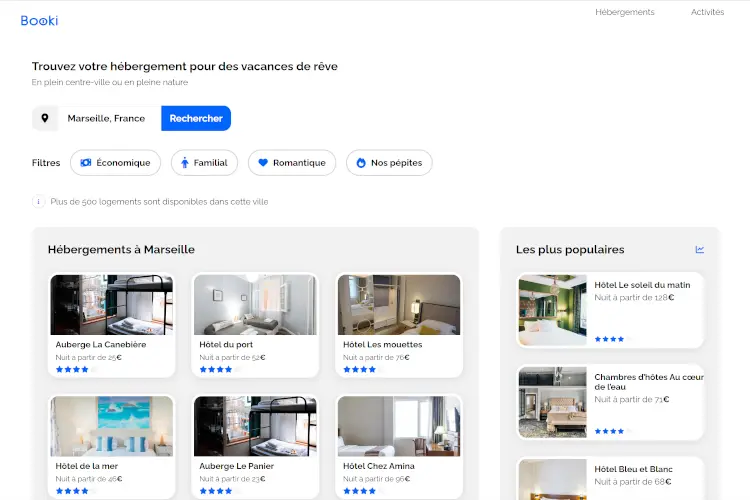 Booki
Hébergements
Activités
Trouvez votre hébergement pour des vacances de rêve
En plein centre-ville ou en pleine nature
Marseille, France
Rechercher
Filtres
Économique
Familial
Romantique
Nos pépites
Plus de 500 logements sont disponibles dans cette ville
Hébergements à Marseille
Auberge La Canebière
Nuit à partir de 25€
Hôtel du port
Nuit à partir de 52€
Hôtel Les mouettes
Nuit à partir de 76€
Hôtel de la mer
Nuit à partir de 46€
Auberge Le Panier
Nuit à partir de 23€
Hôtel Chez Amina
Nuit à partir de 96€
Les plus populaires
Hôtel Le soleil du matin
Nuit à partir de 128€
Chambres d'hôtes Au cœur
de l'eau
Nuit à partir de 71€
Hôtel Bleu et Blanc
Nuit à partir de 68€